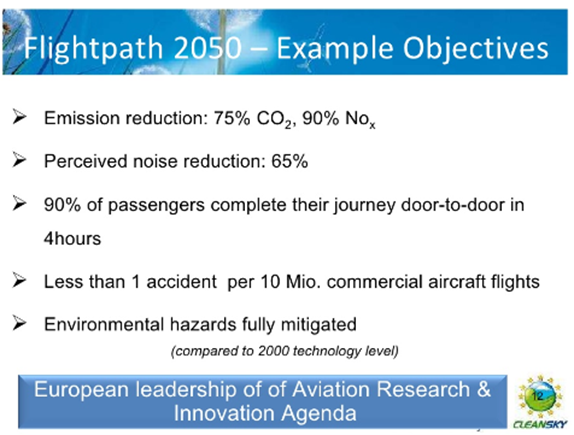 Flightpath 2050 – Example Objectives
➢ Emission reduction: 75% CO₂, 90% Noₓ
➢ Perceived noise reduction: 65%
➢ 90% of passengers complete their journey door-to-door in
4hours
➢ Less than 1 accident per 10 Mio. commercial aircraft flights
➢ Environmental hazards fully mitigated
(compared to 2000 technology level)
European leadership of of Aviation Research &
Innovation Agenda
12
CLEANSKY